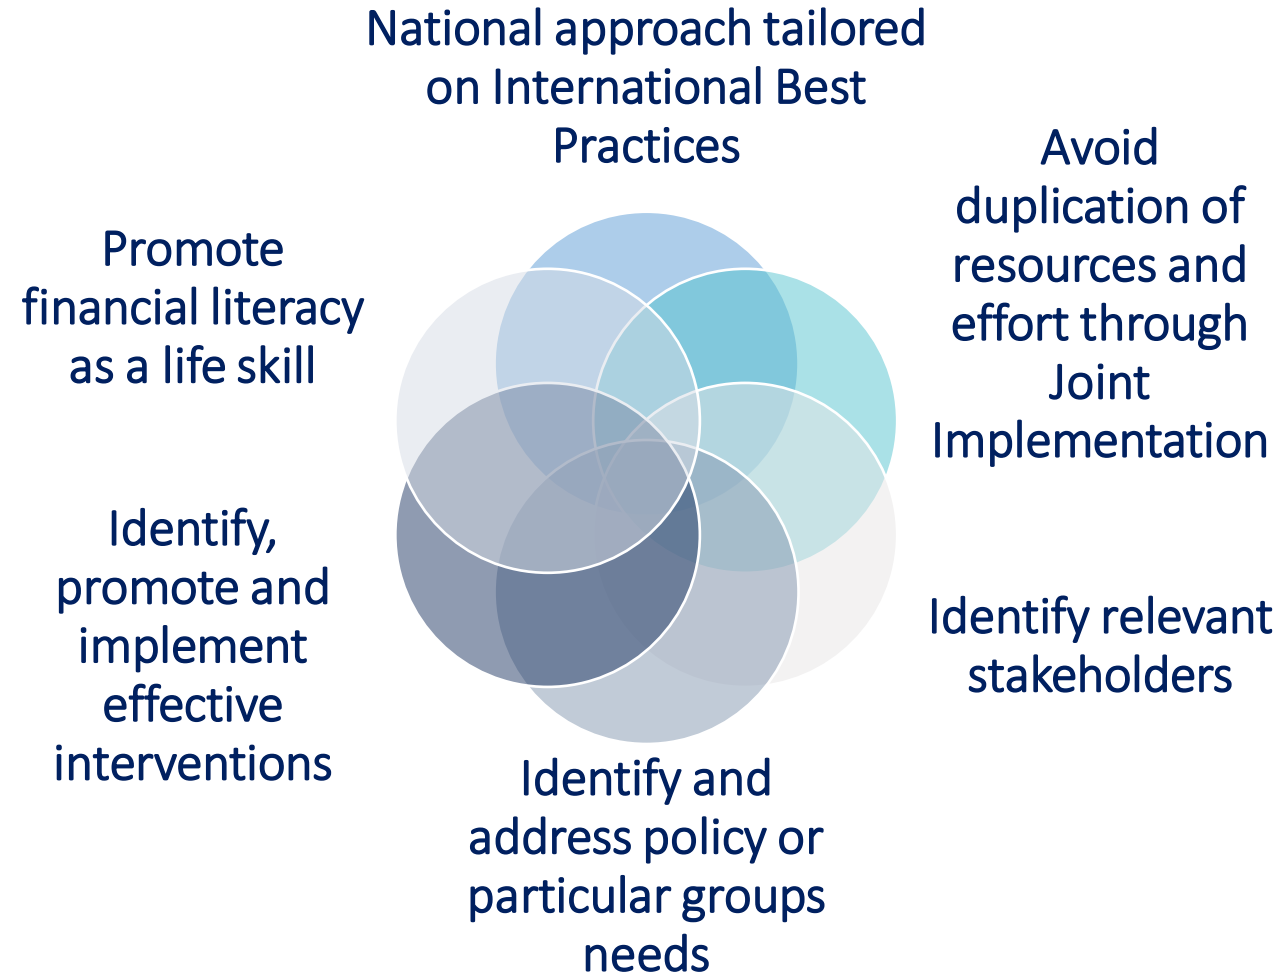 National approach tailored
on International Best
Practices
Avoid
duplication of
resources and
effort through
Joint
Implementation
Identify relevant
stakeholders
Identify and
address policy or
particular groups
needs
Identify,
promote and
implement
effective
interventions
Promote
financial literacy
as a life skill